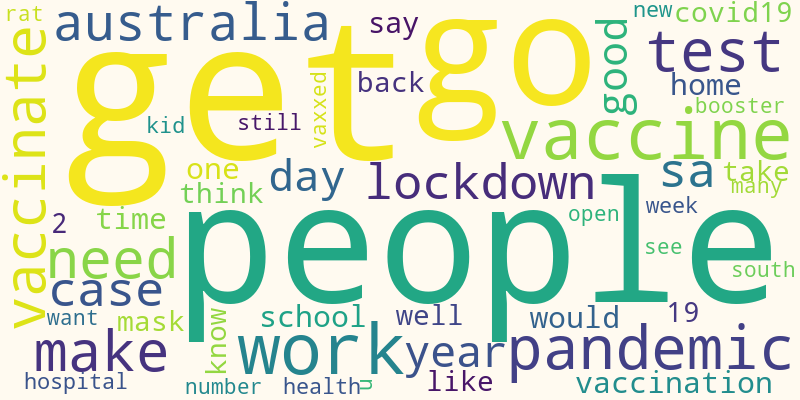 rat
australia
say
get
go
good
new
covid19
test
vaccinate
back
home
booster
kid
still
vaxxed
vaccine
one
day
lockdown
sa
take
many
think
people
2
time
open
week
need
see
south
case
want
mask
know
school
well
would
19
make
work
year
pandemic
hospital
number
health
u
like
vaccination